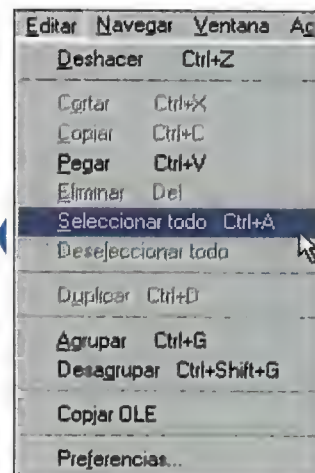 Editar Navegar Ventana
Deshacer Ctrl+Z
Cortar Ctrl+X
Copiar Ctrl+C
Pegar Ctrl+V
Eliminar Del
Seleccionar todo Ctrl+A
Deseleccionar todo
Duplicar Ctrl+D
Agrupar Ctrl+G
Desagrupar Ctrl+Shift+G
Copiar OLE
Preferencias...